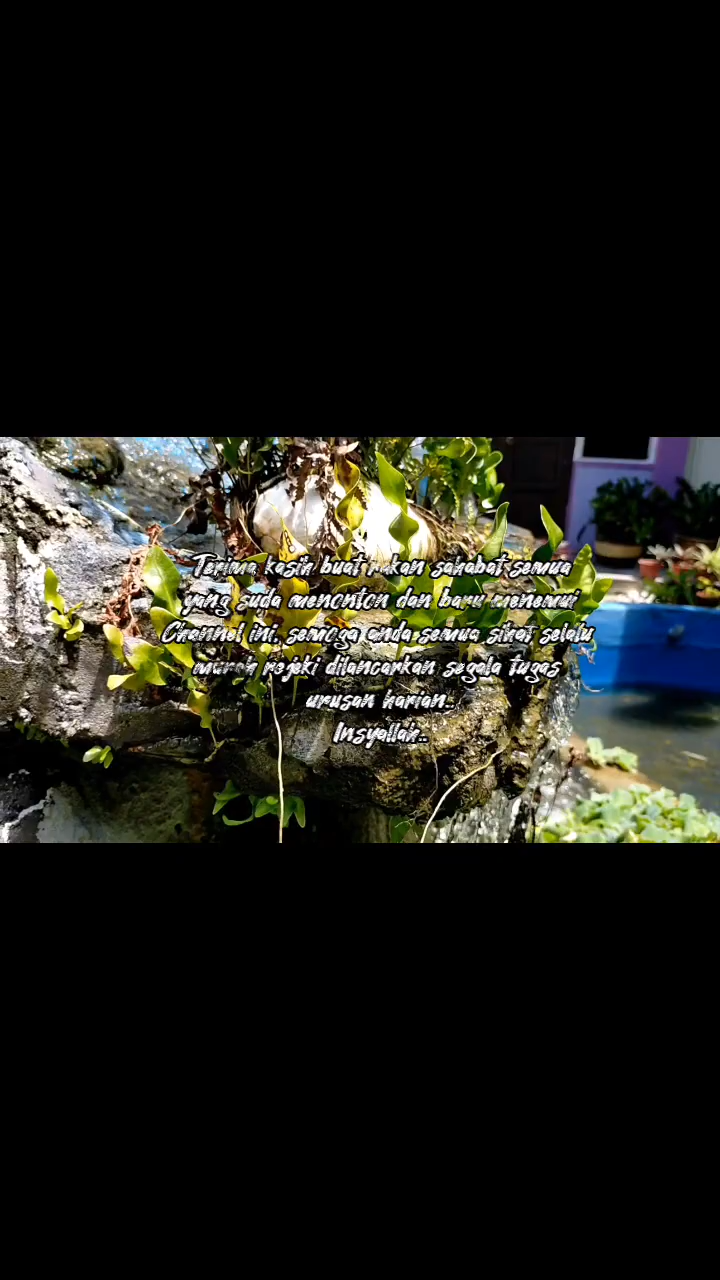 Terima kasih buat rakan sahabat semua
yang suda menonton dan baru menemui
Channel ini, semoga anda semua sihat selalu
murah rejeki dilancarkan segala tugas
urusan harian..
Insyallah..